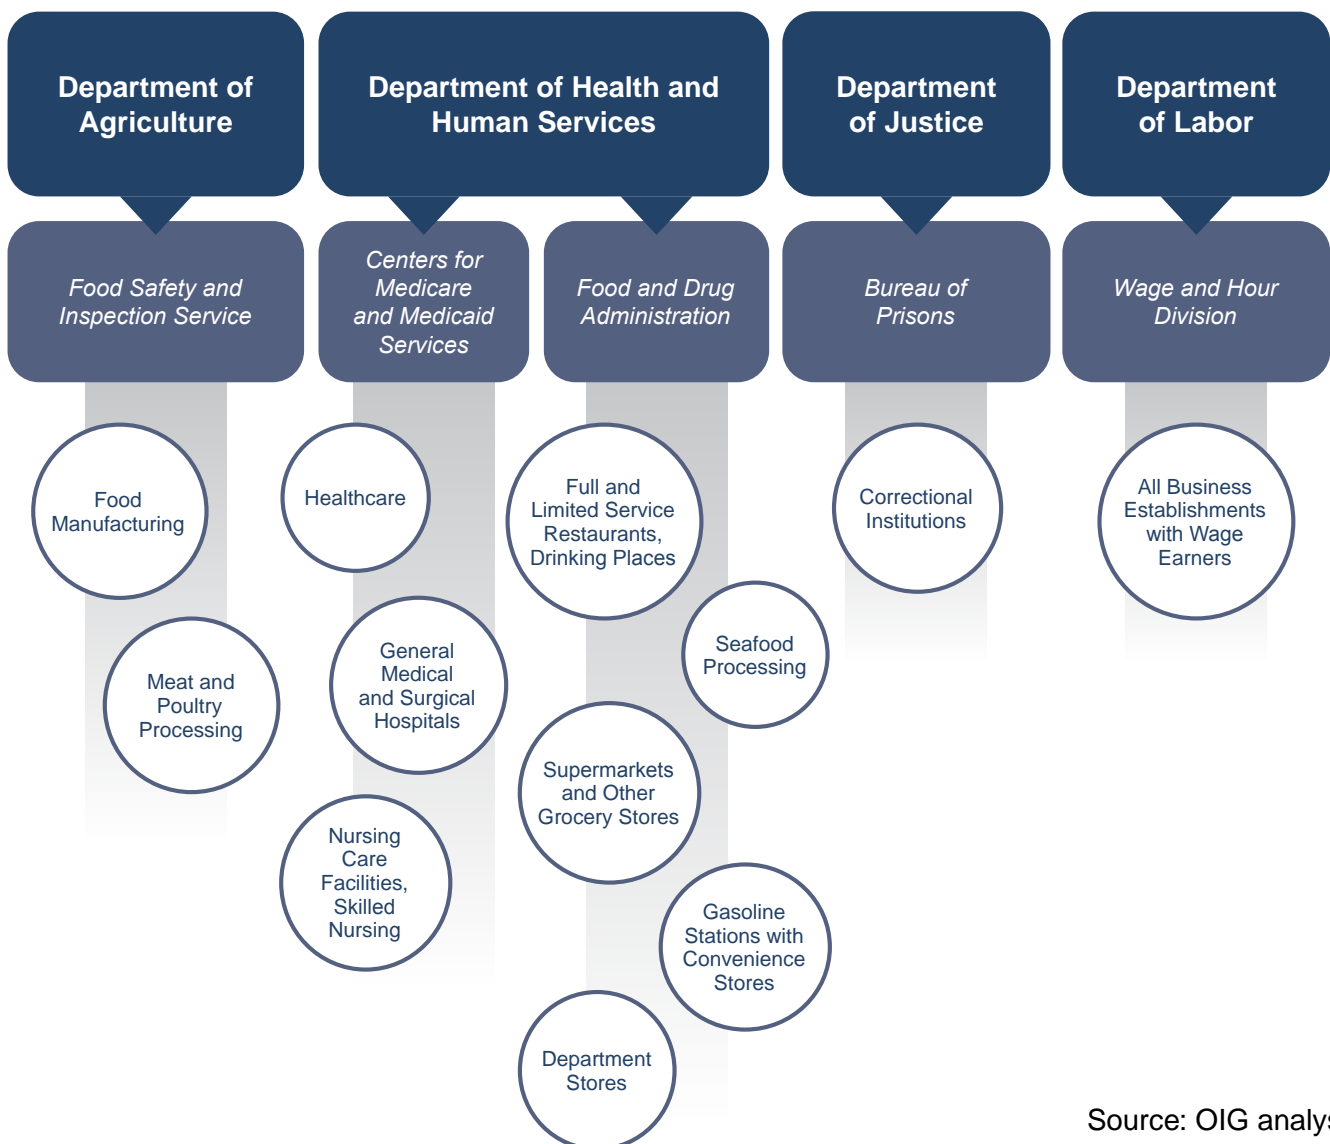 Department of
Agriculture
Department of Health and
Human Services
Department
of Justice
Department
of Labor
Food Safety and
Inspection Service
Centers for
Medicare
and Medicaid
Services
Food and Drug
Administration
Bureau of
Prisons
Wage and Hour
Division
Food
Manufacturing
Meat and
Poultry
Processing
Healthcare
General
Medical
and Surgical
Hospitals
Nursing
Care
Facilities,
Skilled
Nursing
Full and
Limited Service
Restaurants,
Drinking Places
Seafood
Processing
Supermarkets
and Other
Grocery Stores
Gasoline
Stations with
Convenience
Stores
Department
Stores
Correctional
Institutions
All Business
Establishments
with Wage
Earners
Source: OIG